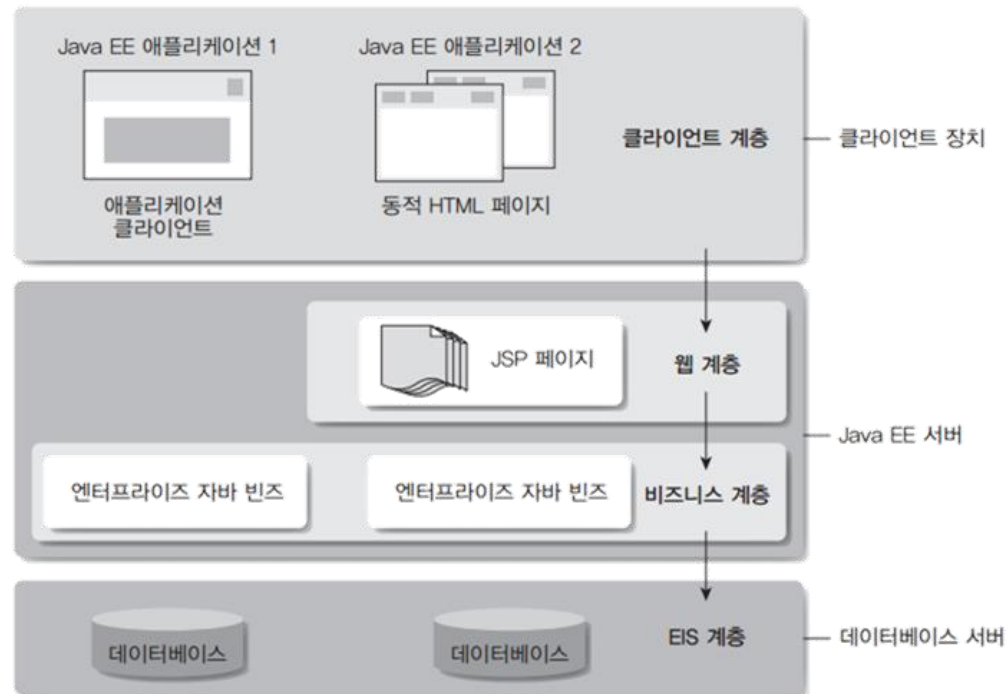 Java EE 애플리케이션 1
Java EE 애플리케이션 2
애플리케이션
클라이언트
동적 HTML 페이지
클라이언트 계층
클라이언트 장치
JSP 페이지
웹 계층
Java EE 서버
엔터프라이즈 자바 빈즈
엔터프라이즈 자바 빈즈
비즈니스 계층
데이터베이스
데이터베이스
EIS 계층
데이터베이스 서버